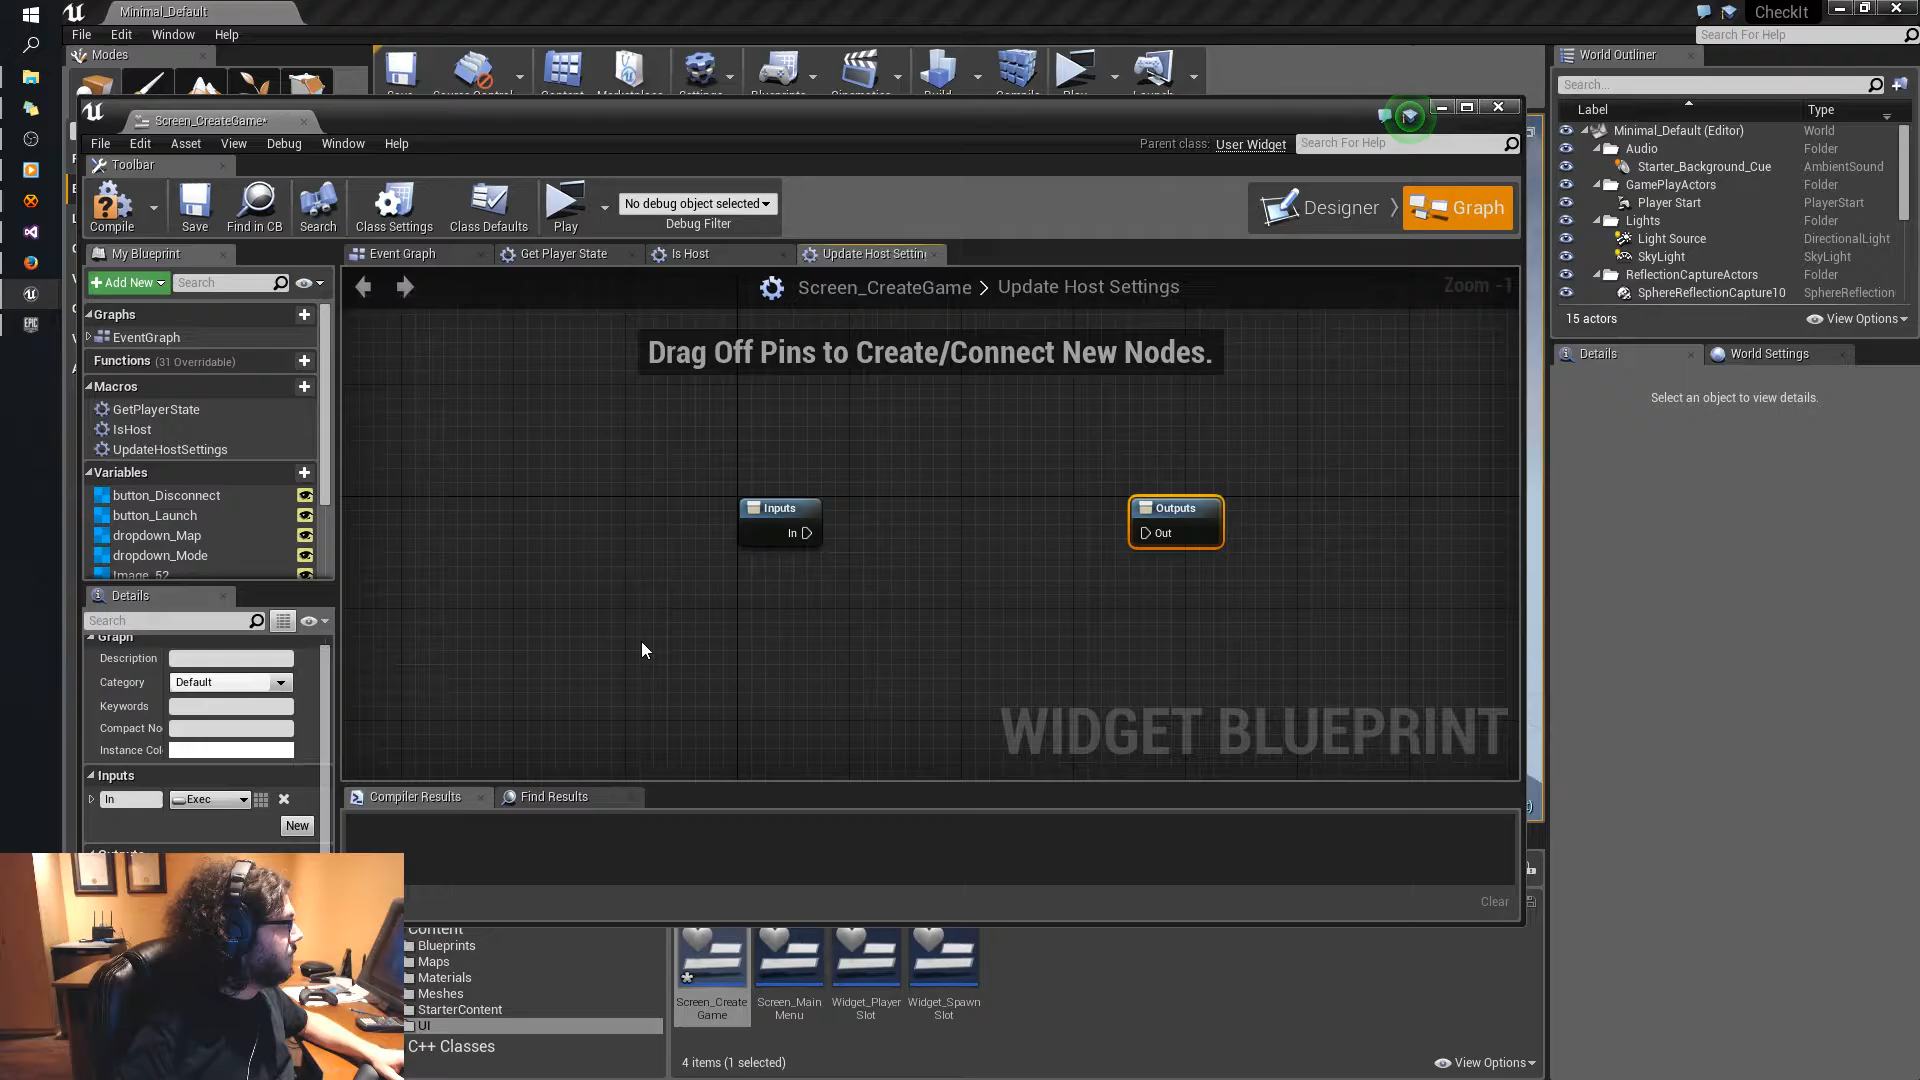 Minimal_Default
CheckIt
File Edit Window Help
Search For Help
Modes
World Outliner
Search...
Label Type
Minimal_Default (Editor) World
Audio Folder
Starter_Background_Cue AmbientSound
GamePlayActors Folder
Player Start PlayerStart
Lights Folder
Light Source DirectionalLight
SkyLight SkyLight
ReflectionCaptureActors Folder
SphereReflectionCapture10 SphereReflection
15 actors View Options
Details World Settings
Select an object to view details.
Screen_CreateGame*
File Edit Asset View Debug Window Help
Parent class: User Widget
Search For Help
Toolbar
Compile Save Find in CB Search Class Settings Class Defaults Play
No debug object selected
Debug Filter
Designer Graph
My Blueprint
Event Graph Get Player State Is Host Update Host Settin
Add New Search
Screen_CreateGame > Update Host Settings
Zoom -1
Drag Off Pins to Create/Connect New Nodes.
Graphs
EventGraph
Functions (31 Overridable)
Macros
GetPlayerState
IsHost
UpdateHostSettings
Variables
button_Disconnect
button_Launch
dropdown_Map
dropdown_Mode
Image_52
Inputs
In
Outputs
Out
WIDGET BLUEPRINT
Details
Search
Graph
Description
Category Default
Keywords
Compact No
Instance Col
Inputs
In Exec
New
Compiler Results Find Results
Clear
Content
Blueprints
Maps
Materials
Meshes
StarterContent
UI
C++ Classes
Screen_Create
Game
Screen_Main
Menu
Widget_Player
Slot
Widget_Spawn
Slot
4 items (1 selected)
View Options